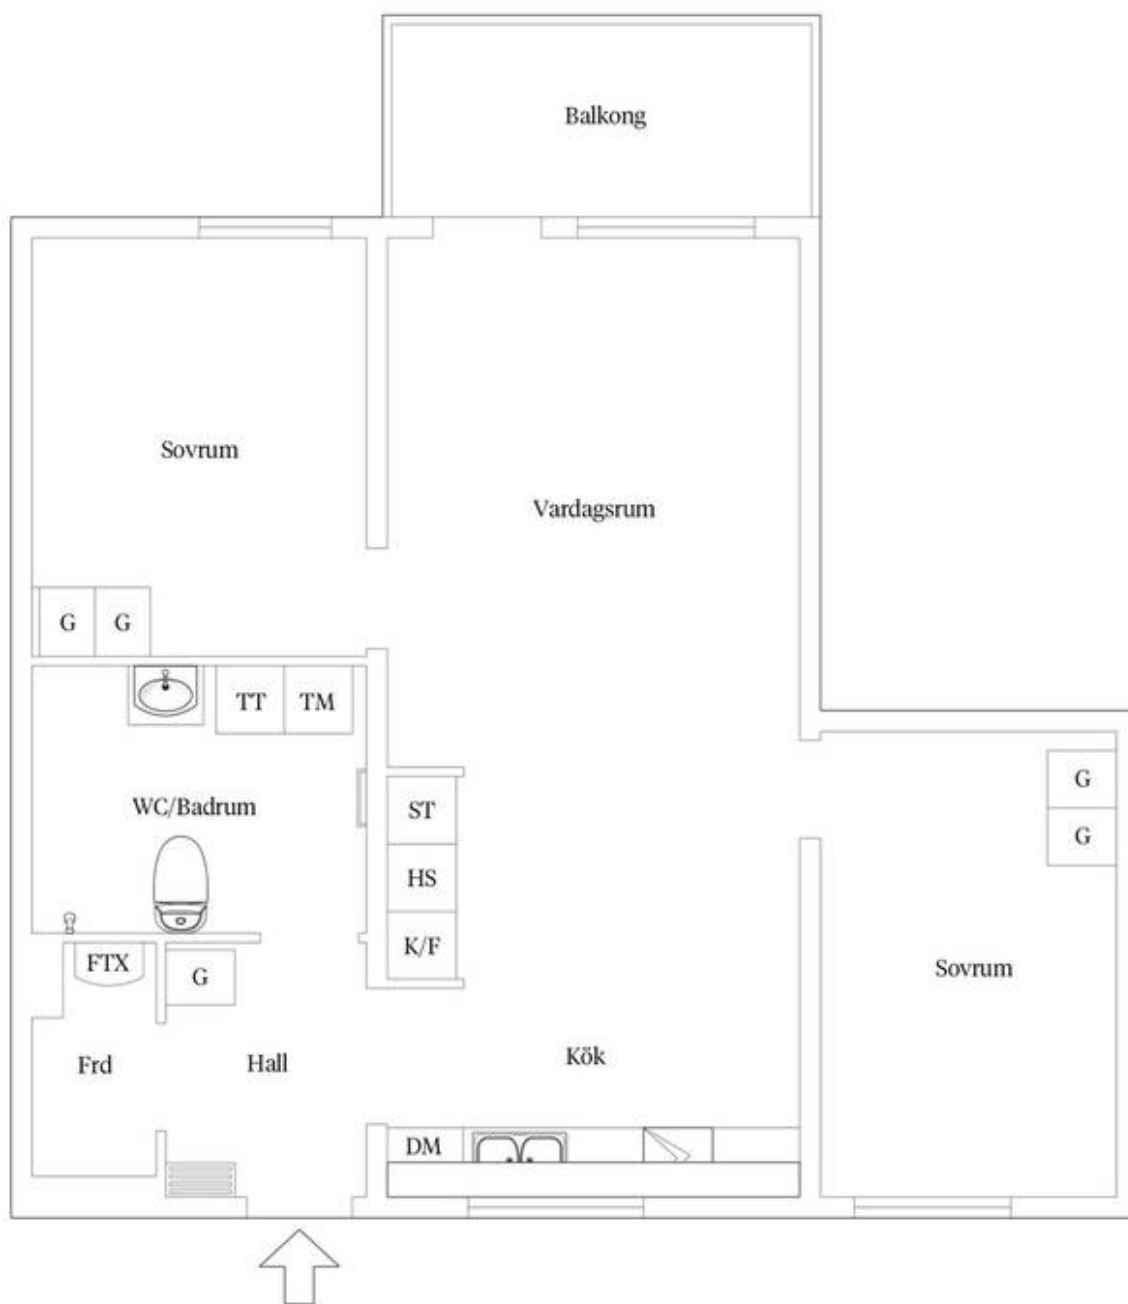 Balkong
Sovrum
Vardagsrum
G G
TT TM
WC/Badrum
ST
G
HS
G
K/F
FTX
G
Sovrum
Frd
Hall
Kök
DM